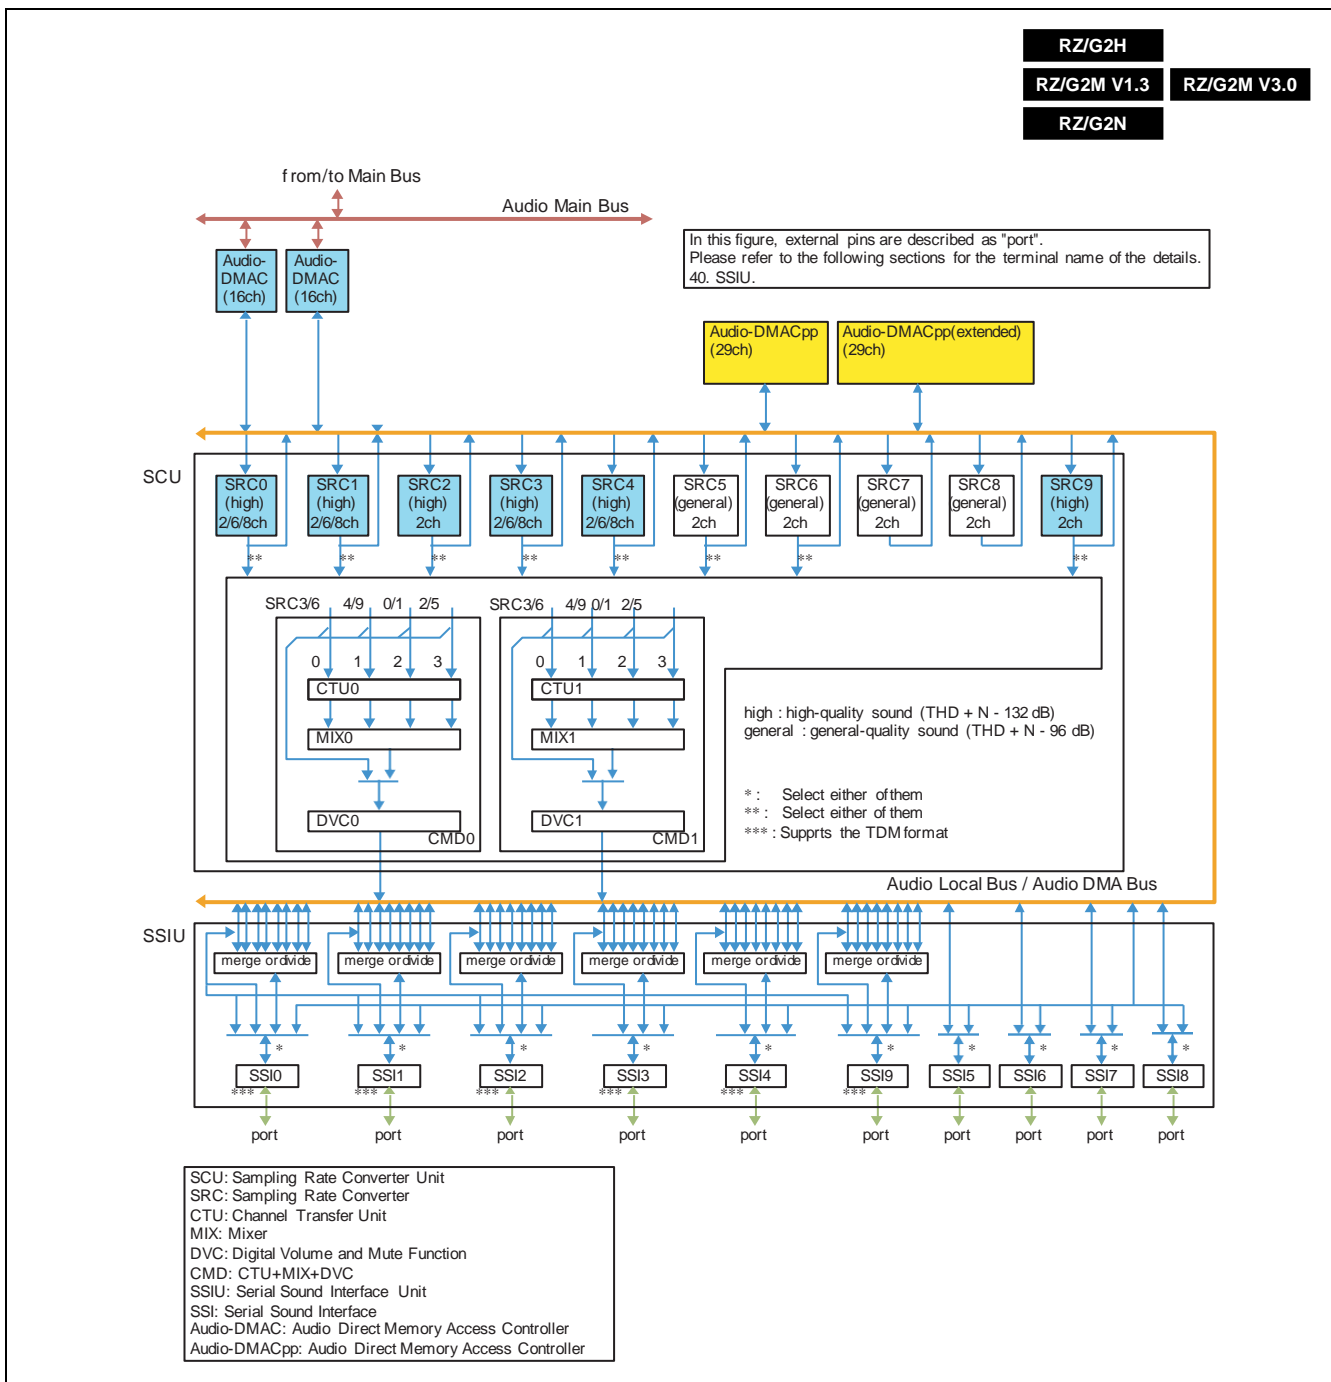 RZ/G2H
RZ/G2M V1.3 RZ/G2M V3.0
RZ/G2N
from/to Main Bus
Audio Main Bus
Audio-
DMAC
(16ch)
Audio-
DMAC
(16ch)
In this figure, external pins are described as "port".
Please refer to the following sections for the terminal name of the details.
40. SSIU.
Audio-DMACpp
(29ch)
Audio-DMACpp(extended)
(29ch)
SCU
SRC0
(high)
2/6/8ch
SRC1
(high)
2/6/8ch
SRC2
(high)
2ch
SRC3
(high)
2/6/8ch
SRC4
(high)
2/6/8ch
SRC5
(general)
2ch
SRC6
(general)
2ch
SRC7
(general)
2ch
SRC8
(general)
2ch
SRC9
(high)
2ch
** ** ** ** ** ** ** **
SRC3/6 4/9 0/1 2/5
0 1 2 3
CTU0
MIX0
DVC0
CMD0
SRC3/6 4/9 0/1 2/5
0 1 2 3
CTU1
MIX1
DVC1
CMD1
high : high-quality sound (THD + N - 132 dB)
general : general-quality sound (THD + N - 96 dB)
* : Select either of them
** : Select either of them
*** : Supprts the TDM format
Audio Local Bus / Audio DMA Bus
SSIU
merge or divide merge or divide merge or divide merge or divide merge or divide merge or divide
* * * * * * * * * *
SSI0 SSI1 SSI2 SSI3 SSI4 SSI9 SSI5 SSI6 SSI7 SSI8
*** *** *** *** *** ***
port port port port port port port port port port
SCU: Sampling Rate Converter Unit
SRC: Sampling Rate Converter
CTU: Channel Transfer Unit
MIX: Mixer
DVC: Digital Volume and Mute Function
CMD: CTU+MIX+DVC
SSIU: Serial Sound Interface Unit
SSI: Serial Sound Interface
Audio-DMAC: Audio Direct Memory Access Controller
Audio-DMACpp: Audio Direct Memory Access Controller